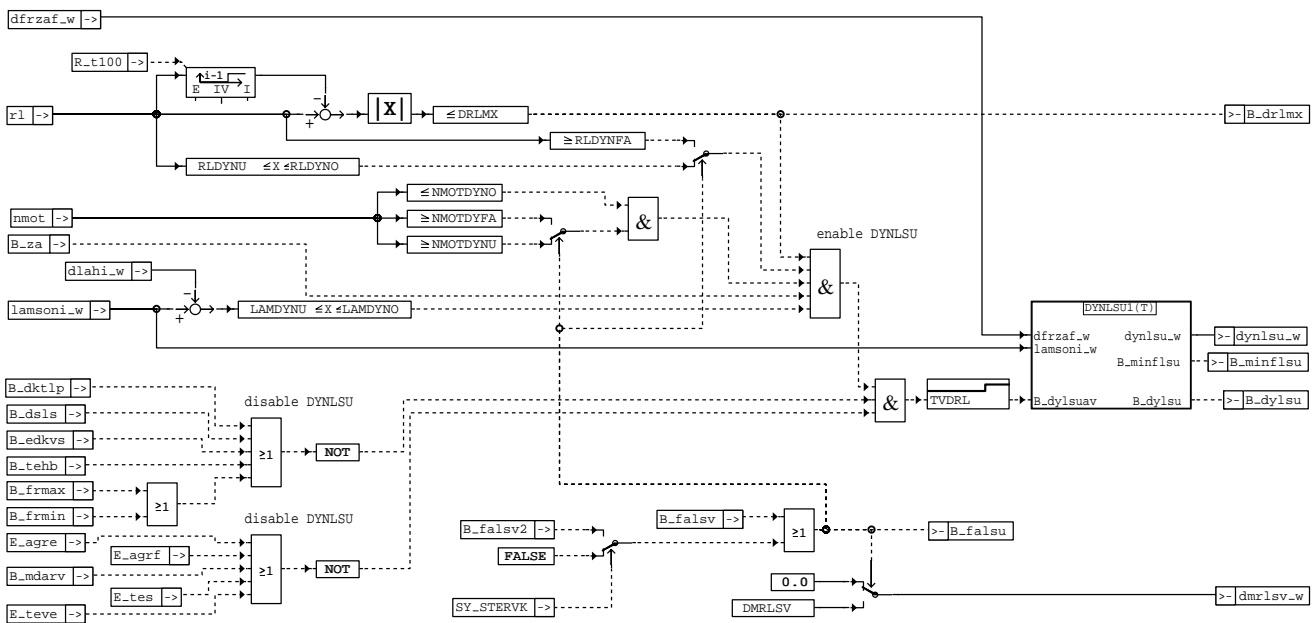 dfrzaf_w ->
R_t100 ->
i-1
E IV I
rl ->
−
+
|X|
≤DRLMX
>- B_drlmx
≥RLDYNFA
RLDYNU ≤X≤RLDYNO
≤NMOTDYNO
nmot ->
≥NMOTDYFA
&
B_za ->
≥NMOTDYNU
enable DYNLSU
dlahi_w ->
−
&
lamsoni_w ->
+
LAMDYNU ≤X≤LAMDYNO
DYNLSU1(T)
dfrzaf_w dynlsu_w
>- dynlsu_w
lamsoni_w
B_minflsu
>- B_minflsu
B_dktlp ->
disable DYNLSU
B_dsls ->
&
TVDRL
B_dylsuav B_dylsu
>- B_dylsu
B_edkvs ->
≥1
NOT
B_tehb ->
B_frmax ->
≥1
B_frmin ->
disable DYNLSU
B_falsv ->
B_falsv2 ->
≥1
>- B_falsu
E_agre ->
E_agrf ->
FALSE
≥1
NOT
B_mdarv ->
0.0
E_tes ->
>- dmrlsv_w
E_teve ->
SY_STERVK ->
DMRLSV